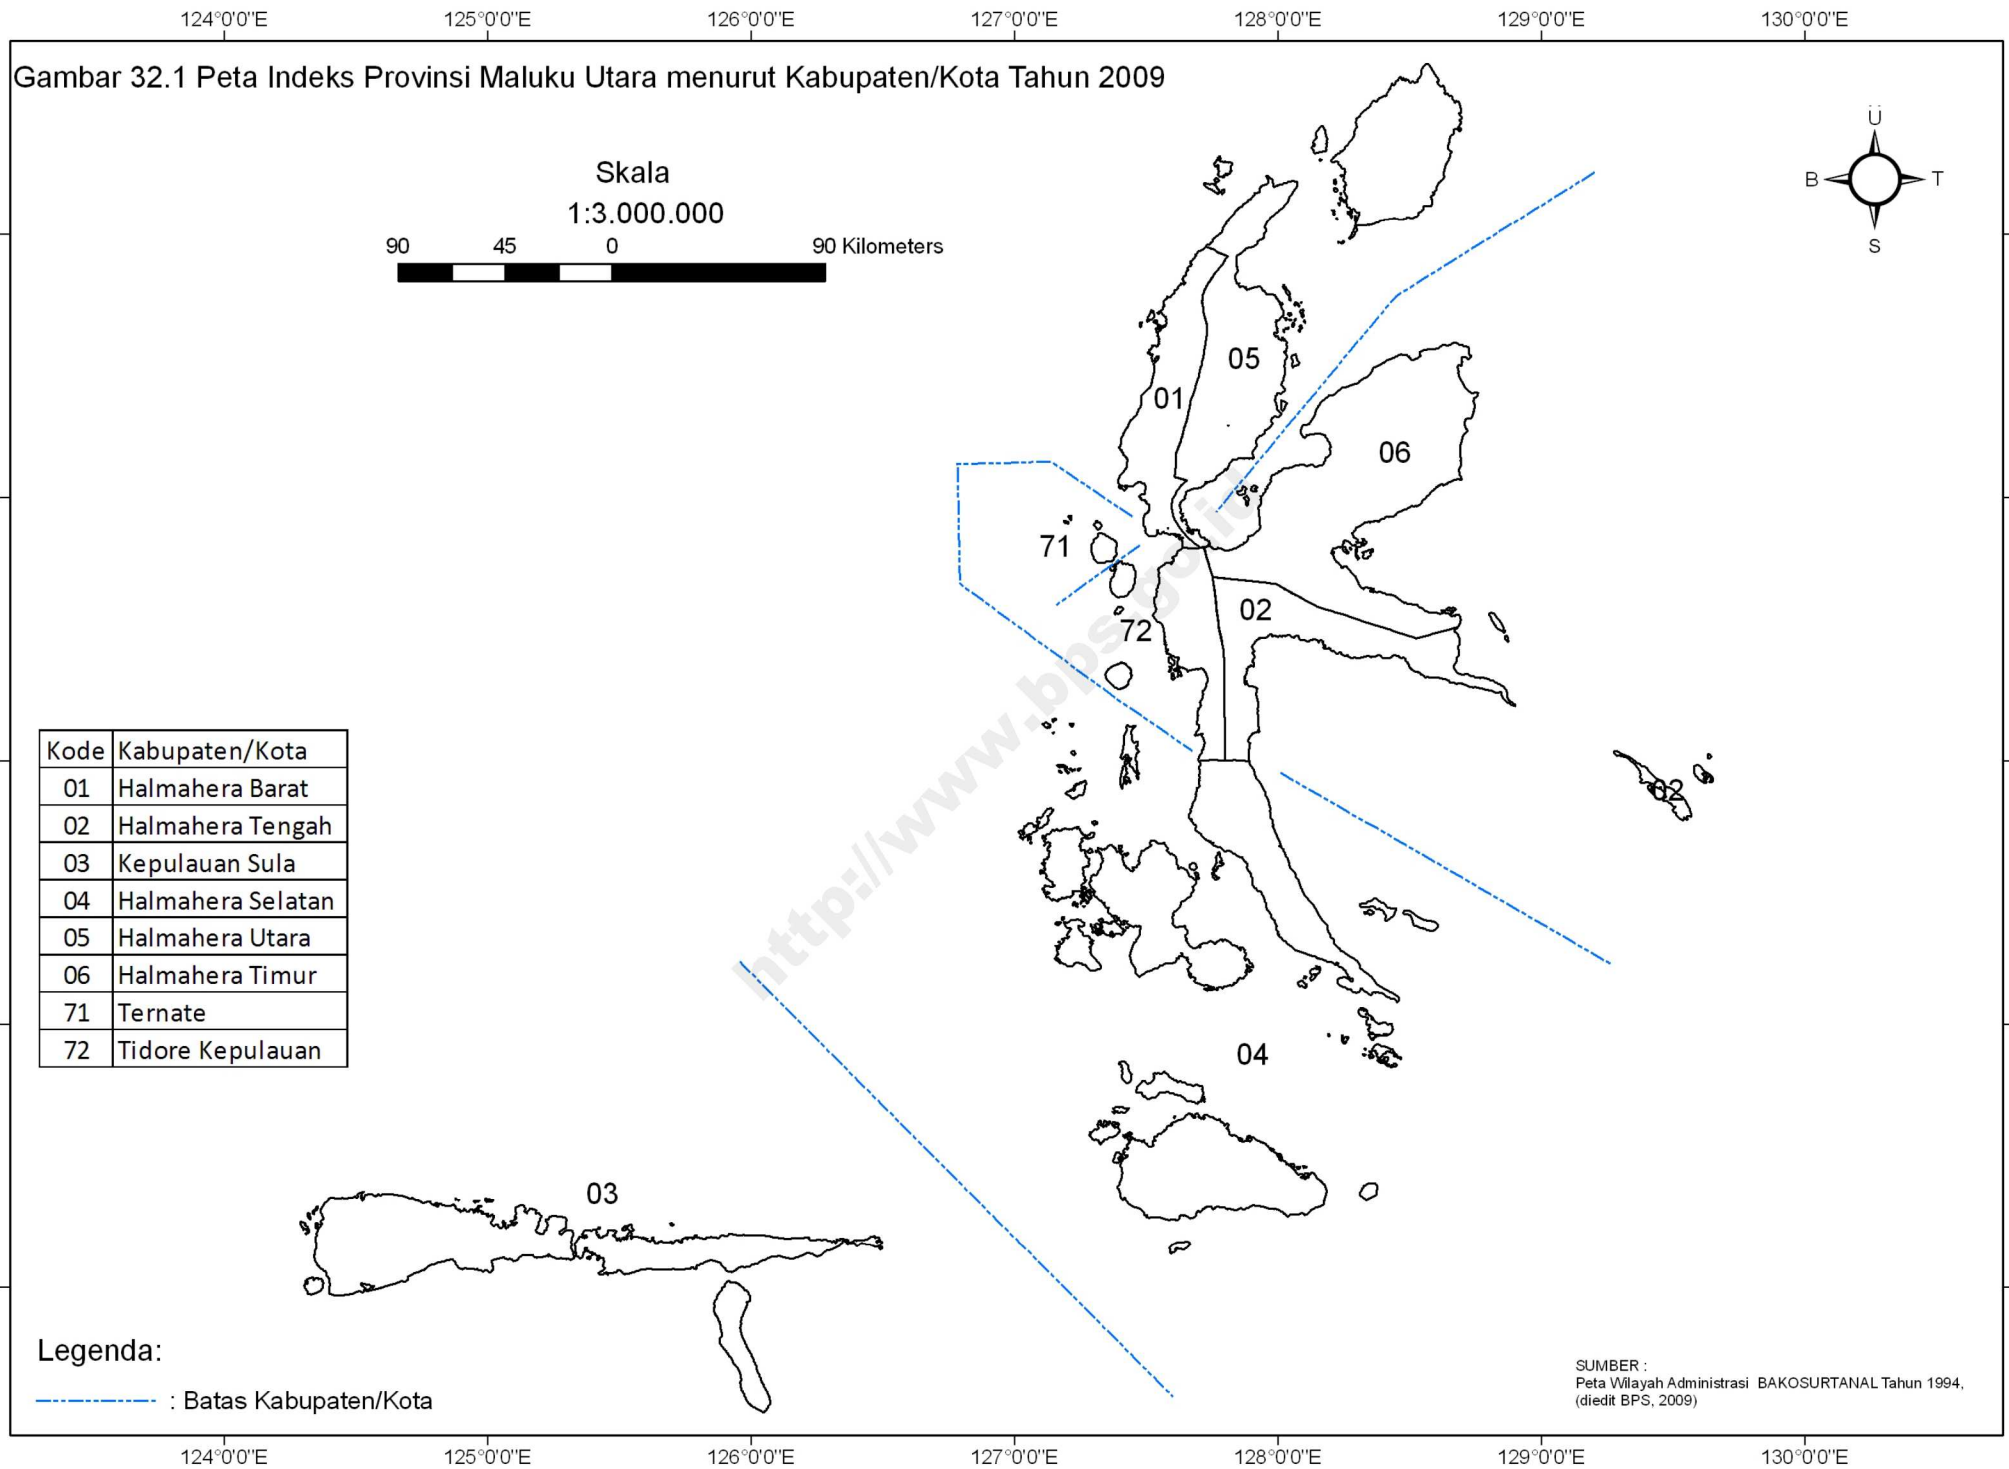 124°0'0"E 125°0'0"E 126°0'0"E 127°0'0"E 128°0'0"E 129°0'0"E 130°0'0"E
Gambar 32.1 Peta Indeks Provinsi Maluku Utara menurut Kabupaten/Kota Tahun 2009
Ü
B T
S
Skala
1:3.000.000
90 45 0 90 Kilometers
05
01
06
71
02
72
02
04
03
http://www.bps.go.id
Kode Kabupaten/Kota
01 Halmahera Barat
02 Halmahera Tengah
03 Kepulauan Sula
04 Halmahera Selatan
05 Halmahera Utara
06 Halmahera Timur
71 Ternate
72 Tidore Kepulauan
Legenda:
: Batas Kabupaten/Kota
SUMBER :
Peta Wilayah Administrasi BAKOSURTANAL Tahun 1994,
(diedit BPS, 2009)
124°0'0"E 125°0'0"E 126°0'0"E 127°0'0"E 128°0'0"E 129°0'0"E 130°0'0"E